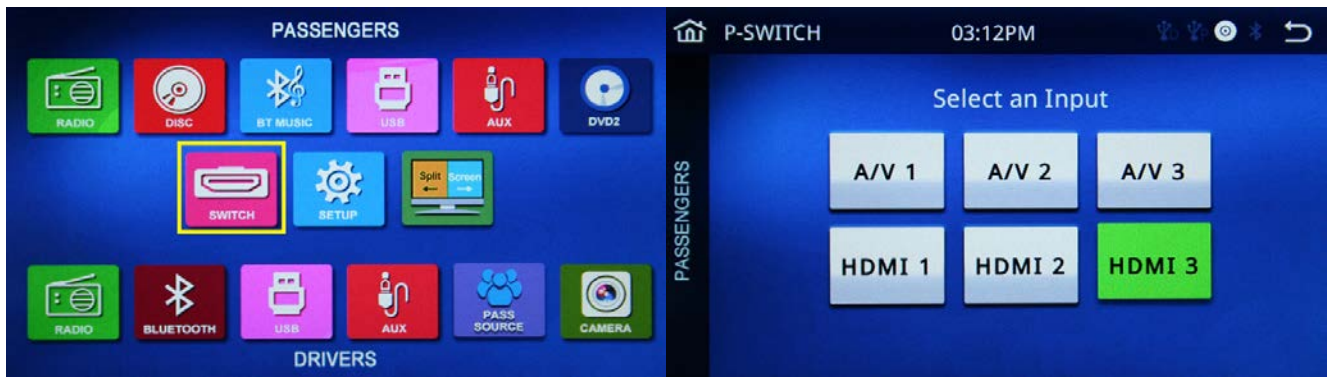 PASSENGERS
RADIO
DISC
BT MUSIC
USB
AUX
DVD2
SWITCH
SETUP
Split Screen
RADIO
BLUETOOTH
USB
AUX
PASS
SOURCE
CAMERA
DRIVERS
P-SWITCH
03:12PM
PASSENGERS
Select an Input
A/V 1
A/V 2
A/V 3
HDMI 1
HDMI 2
HDMI 3